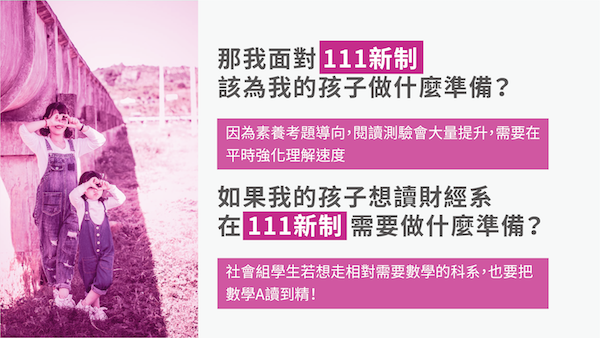 那我面對 111新制
該為我的孩子做什麼準備？
因為素養考題導向，閱讀測驗會大量提升，需要在
平時強化理解速度
如果我的孩子想讀財經系
在 111新制 需要做什麼準備？
社會組學生若想走相對需要數學的科系，也要把
數學A讀到精！